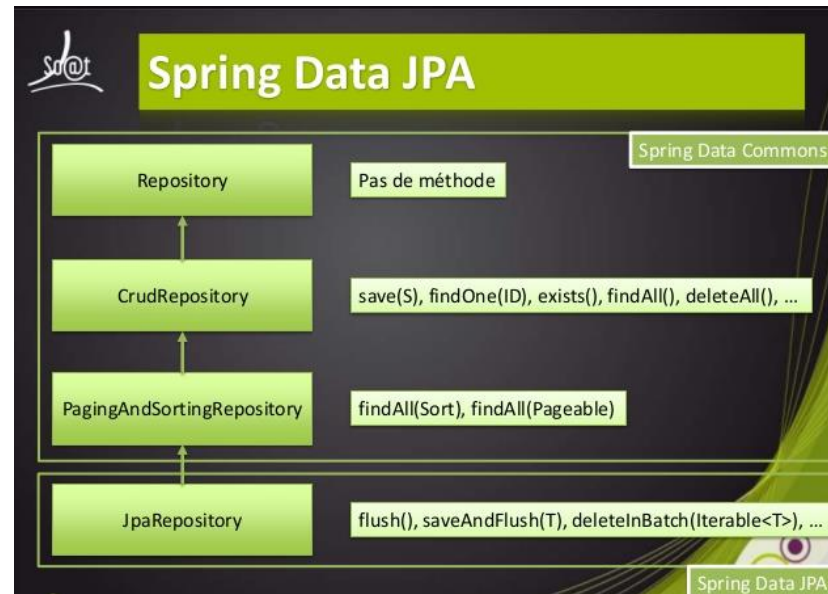 So@t
Spring Data JPA
Spring Data Commons
Repository
Pas de méthode
CrudRepository
save(S), findOne(ID), exists(), findAll(), deleteAll(), ...
PagingAndSortingRepository
findAll(Sort), findAll(Pageable)
JpaRepository
flush(), saveAndFlush(T), deleteInBatch(Iterable<T>), ...
Spring Data JPA